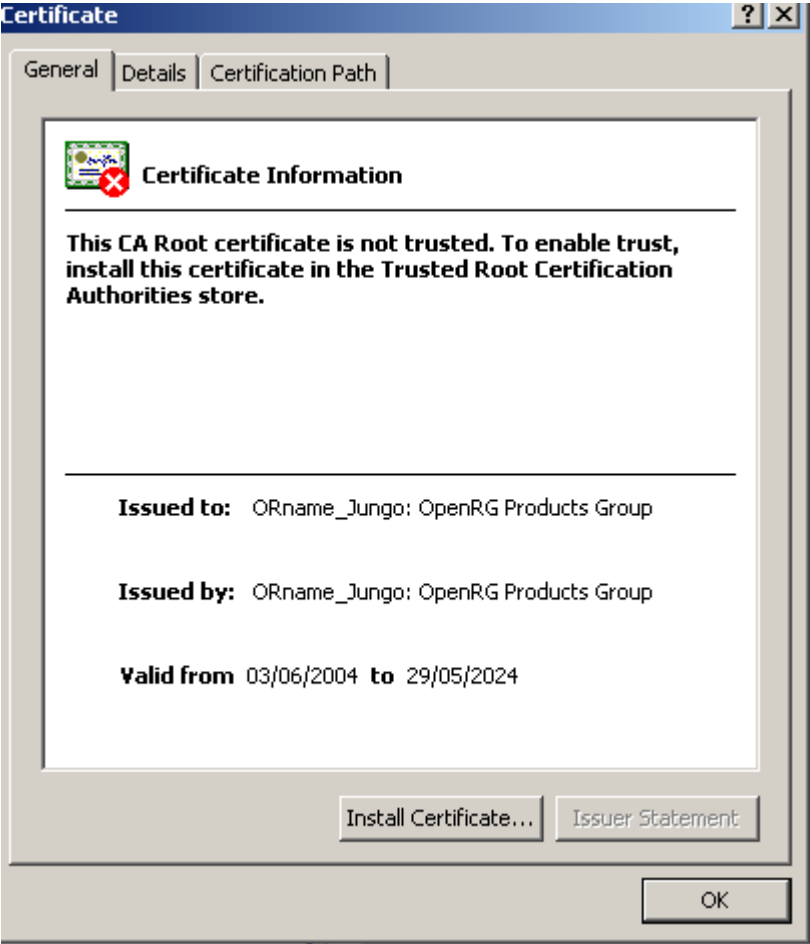 Certificate
? X
General Details Certification Path
Certificate Information
This CA Root certificate is not trusted. To enable trust,
install this certificate in the Trusted Root Certification
Authorities store.
Issued to: ORname_Jungo: OpenRG Products Group
Issued by: ORname_Jungo: OpenRG Products Group
Valid from 03/06/2004 to 29/05/2024
Install Certificate... Issuer Statement
OK